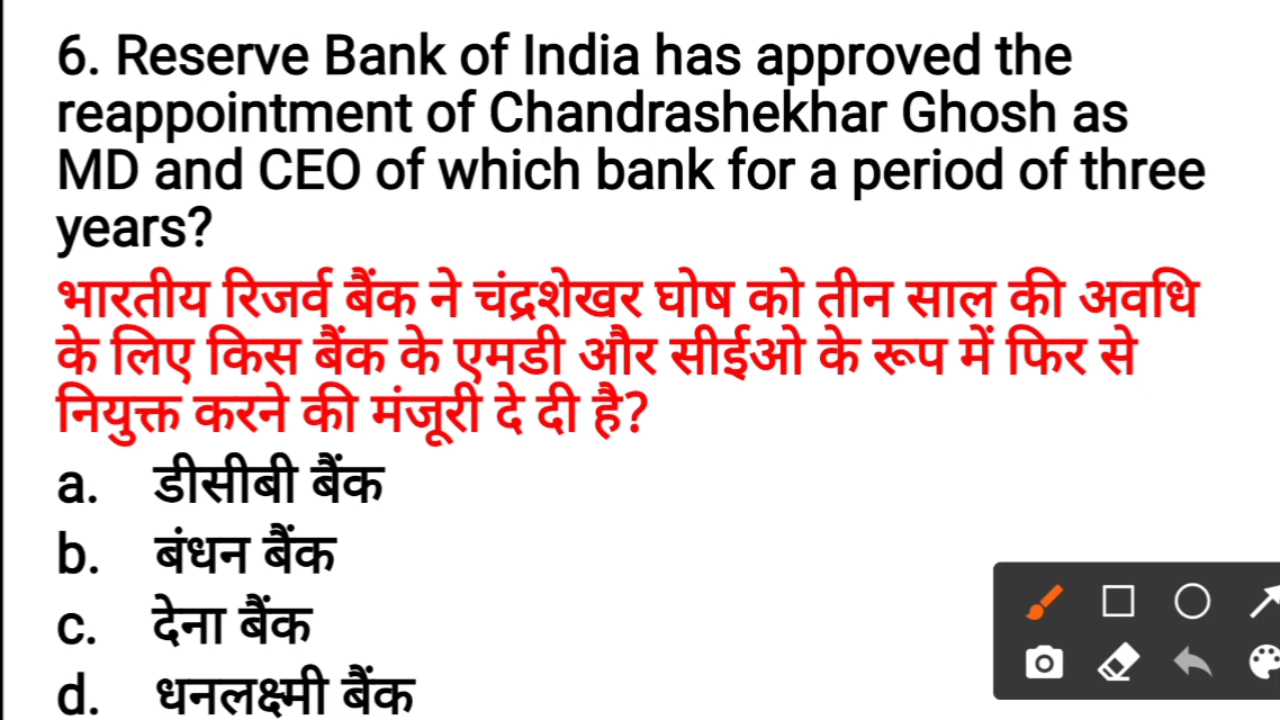 6. Reserve Bank of India has approved the
reappointment of Chandrashekhar Ghosh as
MD and CEO of which bank for a period of three
years?
भारतीय रिजर्व बैंक ने चंद्रशेखर घोष को तीन साल की अवधि
के लिए किस बैंक के एमडी और सीईओ के रूप में फिर से
नियुक्त करने की मंजूरी दे दी है?
a. डीसीबी बैंक
b. बंधन बैंक
c. देना बैंक
d. धनलक्ष्मी बैंक